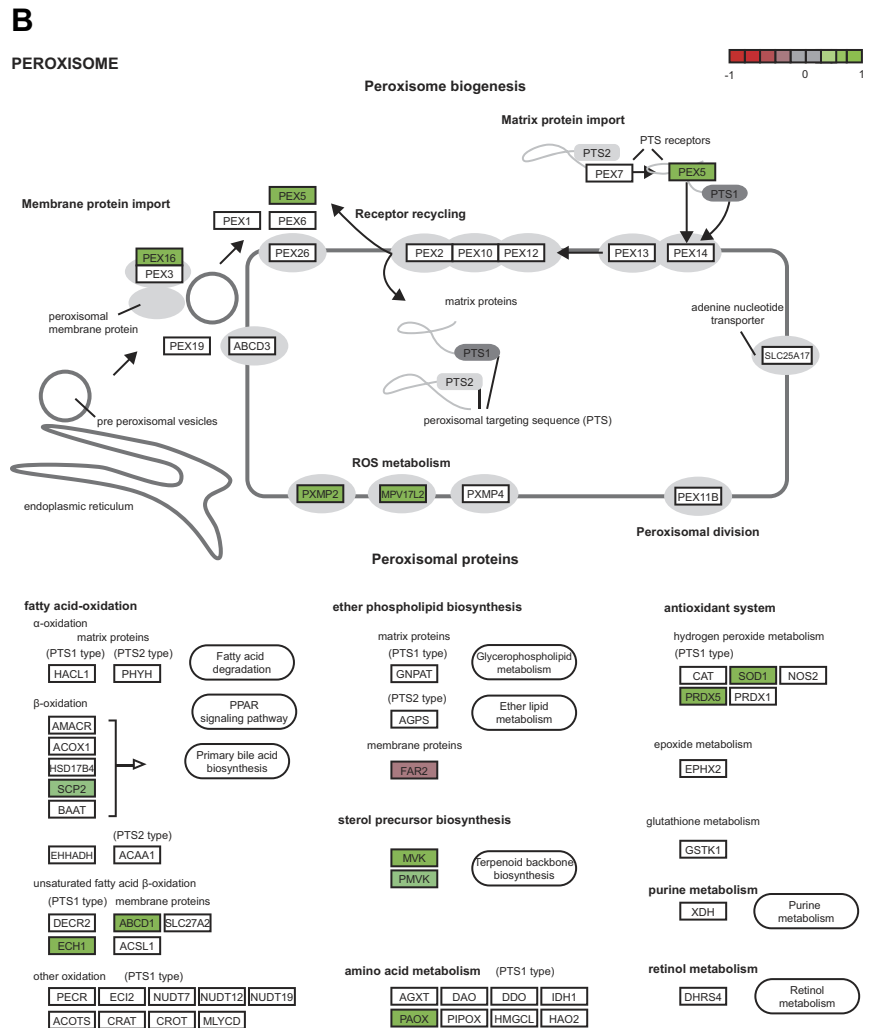 B
PEROXISOME
-1 0 1
Peroxisome biogenesis
Matrix protein import
PTS receptors
PTS2
PEX7
PEX5
PTS1
Membrane protein import
PEX5
PEX1
PEX6
Receptor recycling
PEX16
PEX3
PEX26
PEX2
PEX10
PEX12
PEX13
PEX14
peroxisomal
membrane protein
matrix proteins
adenine nucleotide
transporter
PEX19
ABCD3
PTS1
SLC25A17
PTS2
pre peroxisomal vesicles
peroxisomal targeting sequence (PTS)
endoplasmic reticulum
ROS metabolism
PXMP2
MPV17L2
PXMP4
PEX11B
Peroxisomal division
Peroxisomal proteins
fatty acid-oxidation
α-oxidation
matrix proteins
(PTS1 type) (PTS2 type)
HACL1 PHYH
Fatty acid
degradation
β-oxidation
PPAR
signaling pathway
AMACR
ACOX1
HSD17B4
SCP2
BAAT
Primary bile acid
biosynthesis
(PTS2 type)
EHHADH ACAA1
unsaturated fatty acid β-oxidation
(PTS1 type) membrane proteins
DECR2 ABCD1 SLC27A2
ECH1 ACSL1
other oxidation (PTS1 type)
PECR ECI2 NUDT7 NUDT12 NUDT19
ACOTS CRAT CROT MLYCD
ether phospholipid biosynthesis
matrix proteins
(PTS1 type)
GNPAT
Glycerophospholipid
metabolism
(PTS2 type)
AGPS
Ether lipid
metabolism
membrane proteins
FAR2
sterol precursor biosynthesis
MVK
PMVK
Terpenoid backbone
biosynthesis
amino acid metabolism (PTS1 type)
AGXT DAO DDO IDH1
PAOX PIPOX HMGCL HAO2
antioxidant system
hydrogen peroxide metabolism
(PTS1 type)
CAT SOD1 NOS2
PRDX5 PRDX1
epoxide metabolism
EPHX2
glutathione metabolism
GSTK1
purine metabolism
XDH
Purine
metabolism
retinol metabolism
DHRS4
Retinol
metabolism